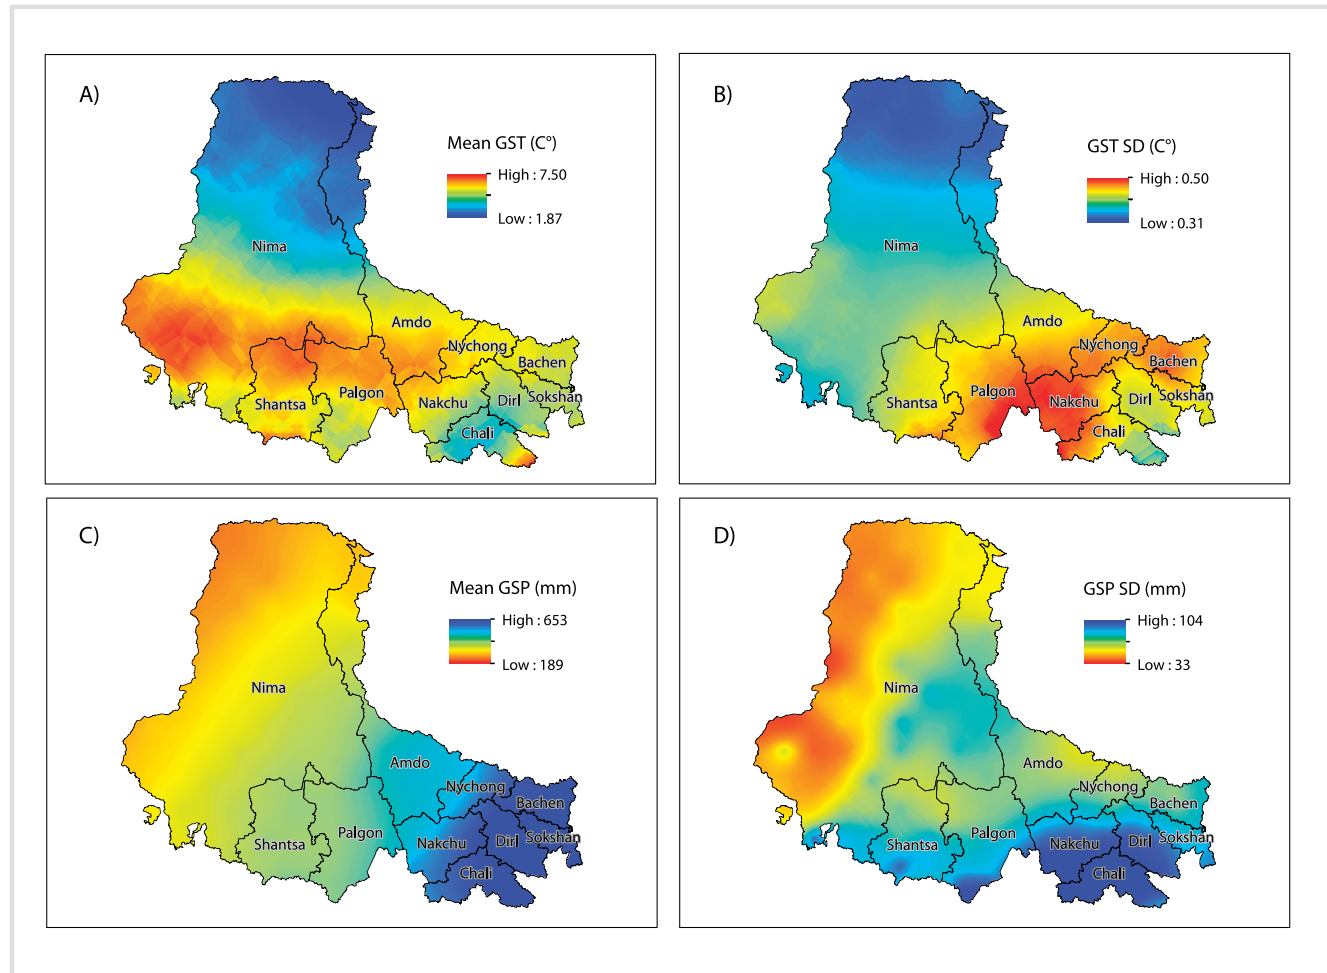 A)
Mean GST (C°)
High : 7.50
Low : 1.87
Nima
Amdo
Nychong
Bachen
Palgon
Shantsa
Nakchu
Dirl
Sokshan
Chali
B)
GST SD (C°)
High : 0.50
Low : 0.31
Nima
Amdo
Nychong
Bachen
Palgon
Shantsa
Nakchu
Dirl
Sokshan
Chali
C)
Mean GSP (mm)
High : 653
Low : 189
Nima
Amdo
Nychong
Bachen
Palgon
Shantsa
Nakchu
Dirl
Sokshan
Chali
D)
GSP SD (mm)
High : 104
Low : 33
Nima
Amdo
Nychong
Bachen
Palgon
Shantsa
Nakchu
Dirl
Sokshan
Chali